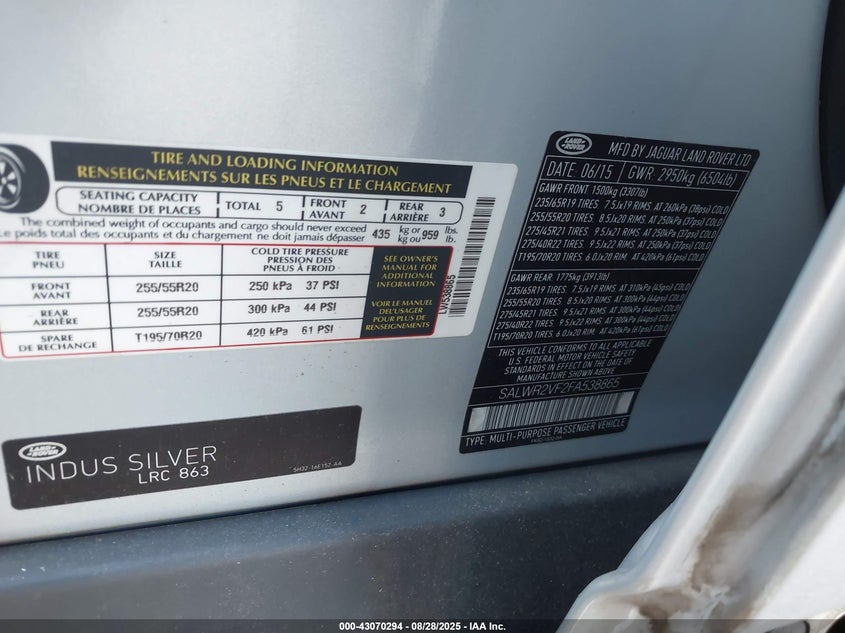 TIRE AND LOADING INFORMATION
RENSEIGNEMENTS SUR LES PNEUS ET LE CHARGEMENT
SEATING CAPACITY
NOMBRE DE PLACES
TOTAL 5
FRONT
AVANT 2
REAR
ARRIÈRE 3
The combined weight of occupants and cargo should never exceed 435 kg or 959 lbs.
Le poids total des occupants et du chargement ne doit jamais dépasser kg ou lb.
TIRE
PNEU
SIZE
TAILLE
COLD TIRE PRESSURE
PRESSION DES PNEUS
À FROID
FRONT
AVANT
255/55R20
250 kPa 37 PSI
REAR
ARRIÈRE
255/55R20
300 kPa 44 PSI
SPARE
DE RECHANGE
T195/70R20
420 kPa 61 PSI
SEE OWNER'S
MANUAL FOR
ADDITIONAL
INFORMATION
VOIR LE MANUEL
DE L'USAGER
POUR PLUS DE
RENSEIGNEMENTS
LV/538865
LAND ROVER
INDUS SILVER
LRC 863
5H32-16E152-AA
LAND ROVER
MFD BY JAGUAR LAND ROVER LTD
DATE: 06/15 GWR: 2950kg (6504lb)
GAWR FRONT 1500kg (3307lb)
235/65R19 TIRES 7.5Jx19 RIMS AT 260kPa (38psi) COLD
255/55R20 TIRES 8.5Jx20 RIMS AT 250kPa (37psi) COLD
275/45R21 TIRES 9.5Jx21 RIMS AT 250kPa (37psi) COLD
275/40R22 TIRES 9.5Jx22 RIMS AT 250kPa (37psi) COLD
T195/70R20 TIRES 6.0Jx20 RIM AT 420kPa (61psi) COLD
GAWR REAR 1775kg (3913lb)
235/65R19 TIRES 7.5Jx19 RIMS AT 310kPa (45psi) COLD
255/55R20 TIRES 8.5Jx20 RIMS AT 300kPa (44psi) COLD
275/45R21 TIRES 9.5Jx21 RIMS AT 300kPa (44psi) COLD
275/40R22 TIRES 9.5Jx22 RIMS AT 300kPa (44psi) COLD
T195/70R20 TIRES 6.0Jx20 RIM AT 420kPa (61psi) COLD
THIS VEHICLE CONFORMS TO ALL APPLICABLE
U.S. FEDERAL MOTOR VEHICLE SAFETY
STANDARDS IN EFFECT ON THE DATE OF
MANUFACTURE SHOWN ABOVE
SALWR2VF2FA538865
TYPE: MULTI-PURPOSE PASSENGER VEHICLE
000-43070294 - 08/28/2025 - IAA Inc.